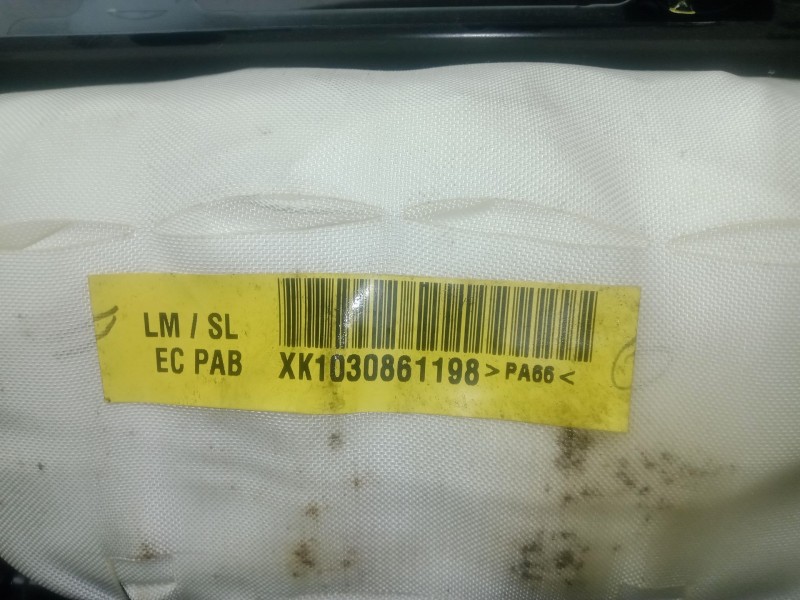 LM / SL
EC PAB
XK1030861198 >PA66<